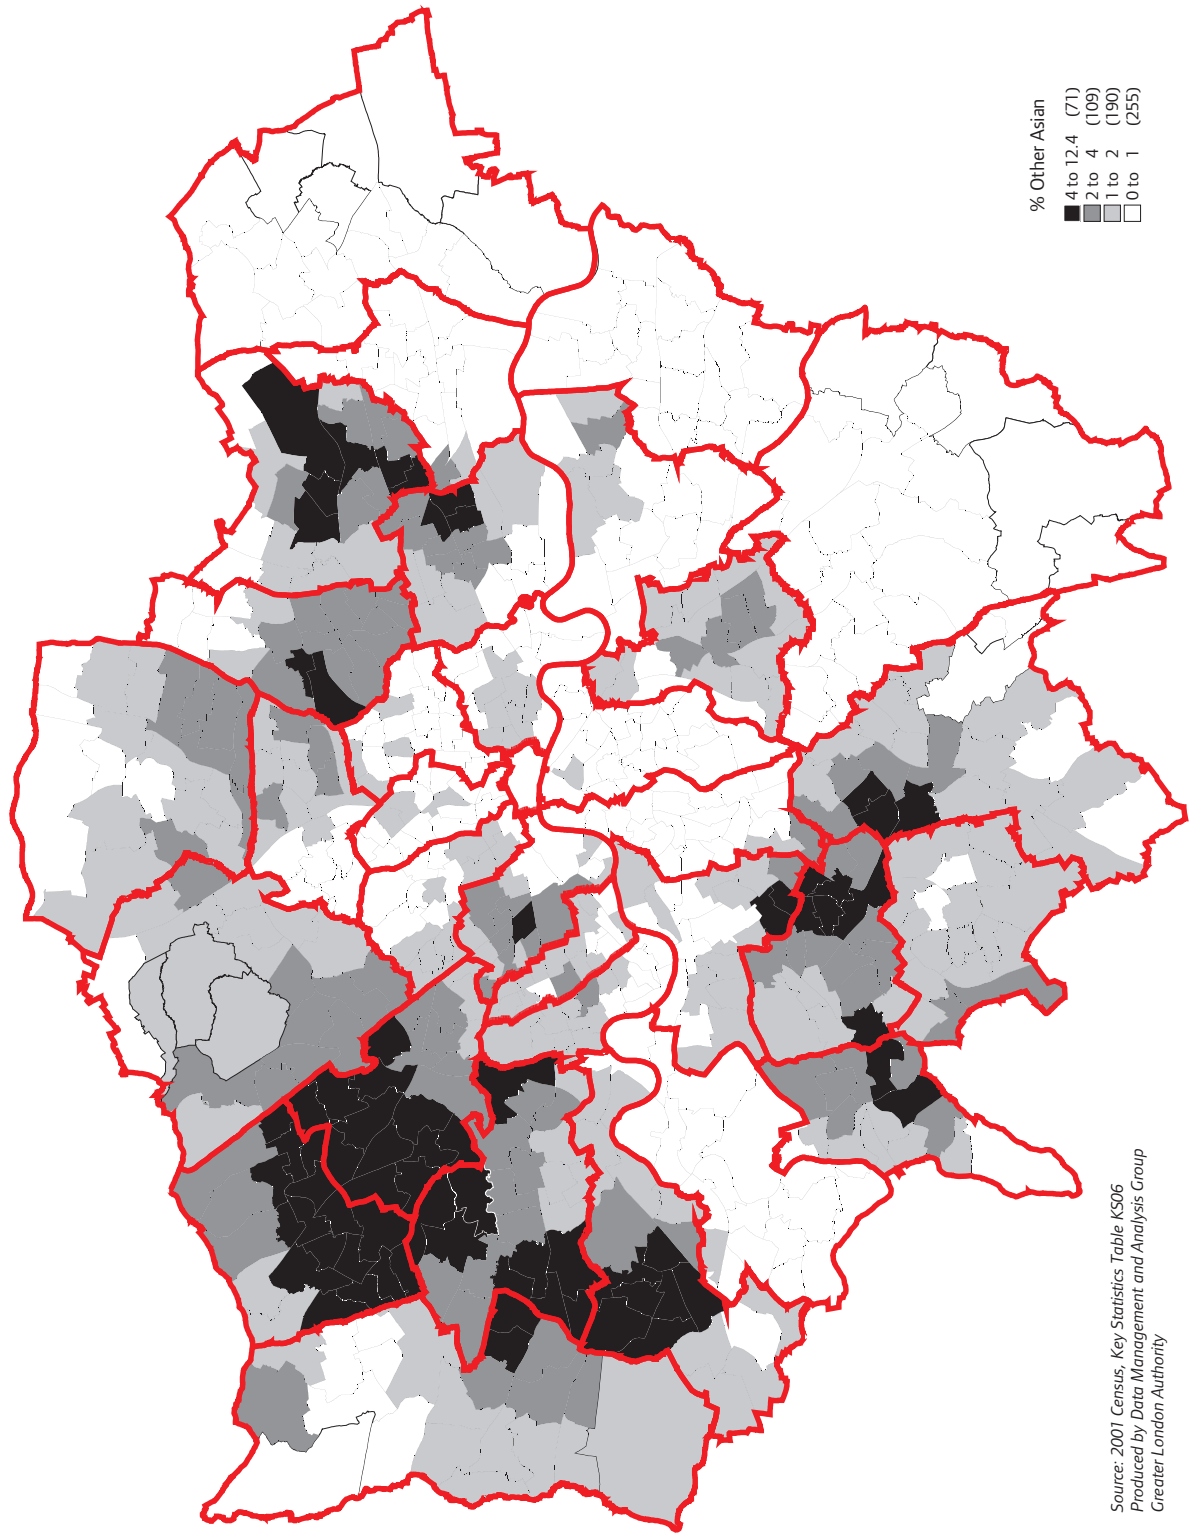 % Other Asian
4 to 12.4 (71)
2 to 4 (109)
1 to 2 (190)
0 to 1 (255)
Source: 2001 Census, Key Statistics Table KS06
Produced by Data Management and Analysis Group
Greater London Authority